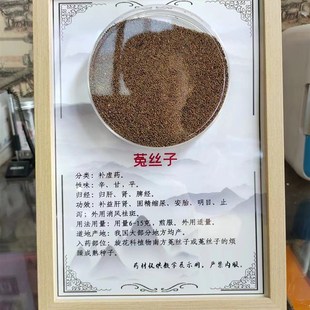 菟丝子
分类：补虚药。
性味：辛、甘，平。
归经：归肝、肾、脾经。
功效：补益肝肾，固精缩尿，安胎，明目，止
泻；外用消风祛斑。
用法用量：用量6-15克，煎服，外用适量。
道地产地：我国大部分地方均产。
入药部位：旋花科植物南方菟丝子或菟丝子的干
燥成熟种子。
药材仅供教学展示用，严禁内服。